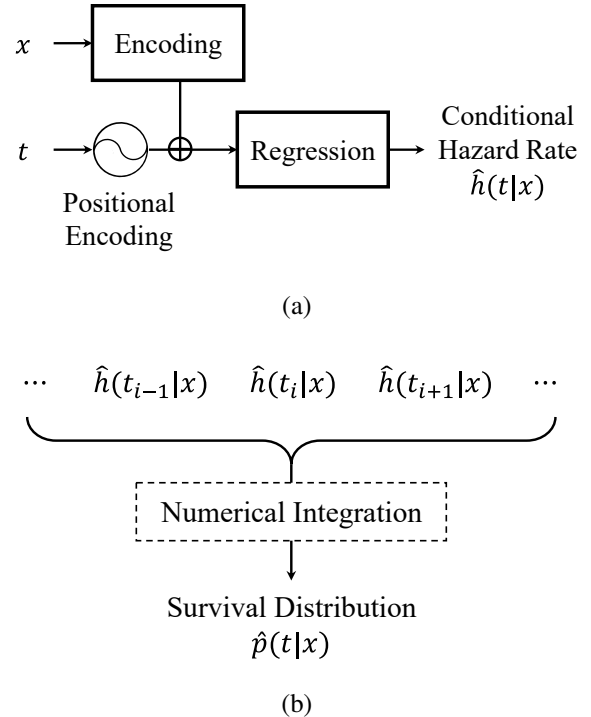 x
Encoding
t
Positional
Encoding
Regression
Conditional
Hazard Rate
ĥ(t|x)
(a)
⋯ ĥ(tᵢ₋₁|x) ĥ(tᵢ|x) ĥ(tᵢ₊₁|x) ⋯
Numerical Integration
Survival Distribution
p̂(t|x)
(b)